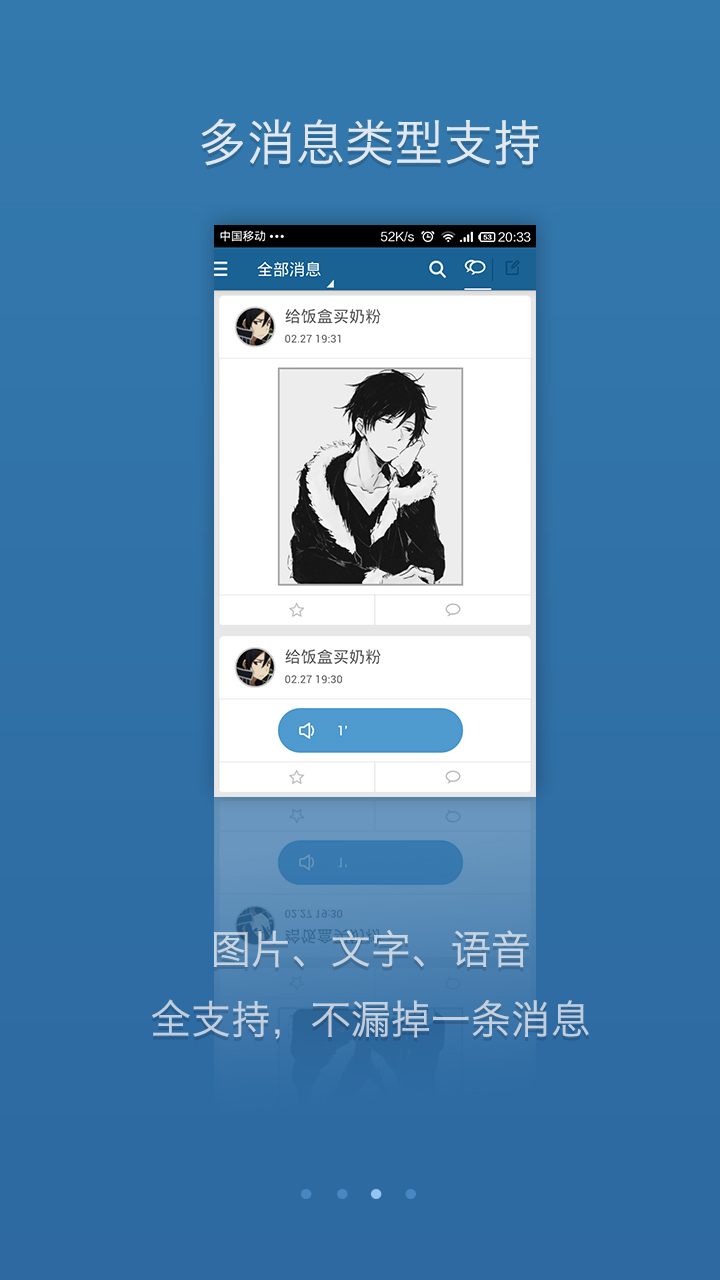 多消息类型支持
中国移动 ••• 52K/s 53 20:33
全部消息
给饭盒买奶粉
02.27 19:31
给饭盒买奶粉
02.27 19:30
1'
图片、文字、语音
全支持，不漏掉一条消息